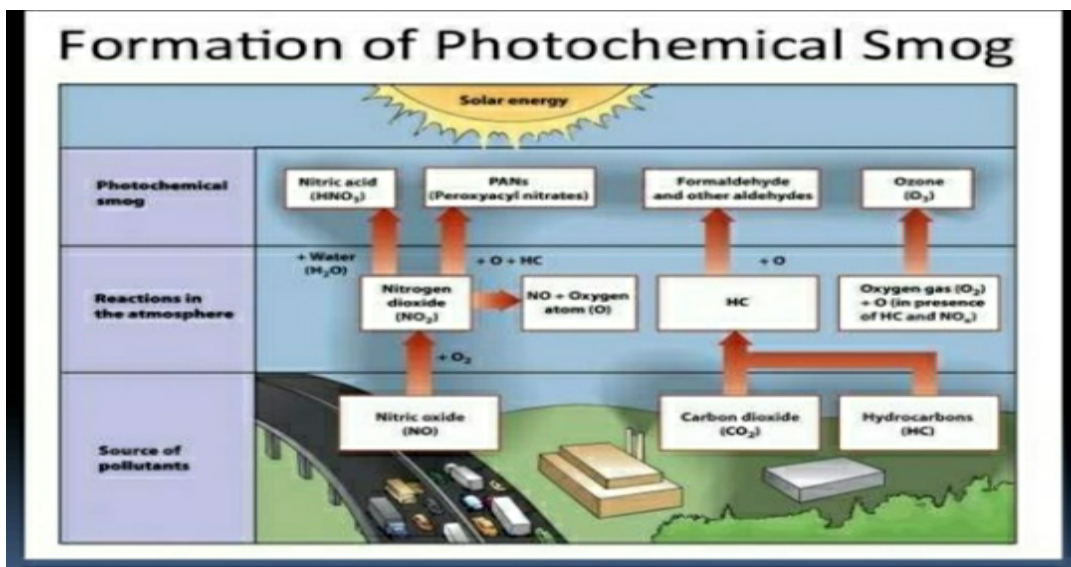 Formation of Photochemical Smog
Solar energy
Photochemical
smog
Nitric acid
(HNO₃)
PANs
(Peroxyacyl nitrates)
Formaldehyde
and other aldehydes
Ozone
(O₃)
+ Water
(H₂O)
+ O + HC
+ O
Reactions in
the atmosphere
Nitrogen
dioxide
(NO₂)
NO + Oxygen
atom (O)
HC
Oxygen gas (O₂)
+ O (in presence
of HC and NOₓ)
+ O₂
Source of
pollutants
Nitric oxide
(NO)
Carbon dioxide
(CO₂)
Hydrocarbons
(HC)